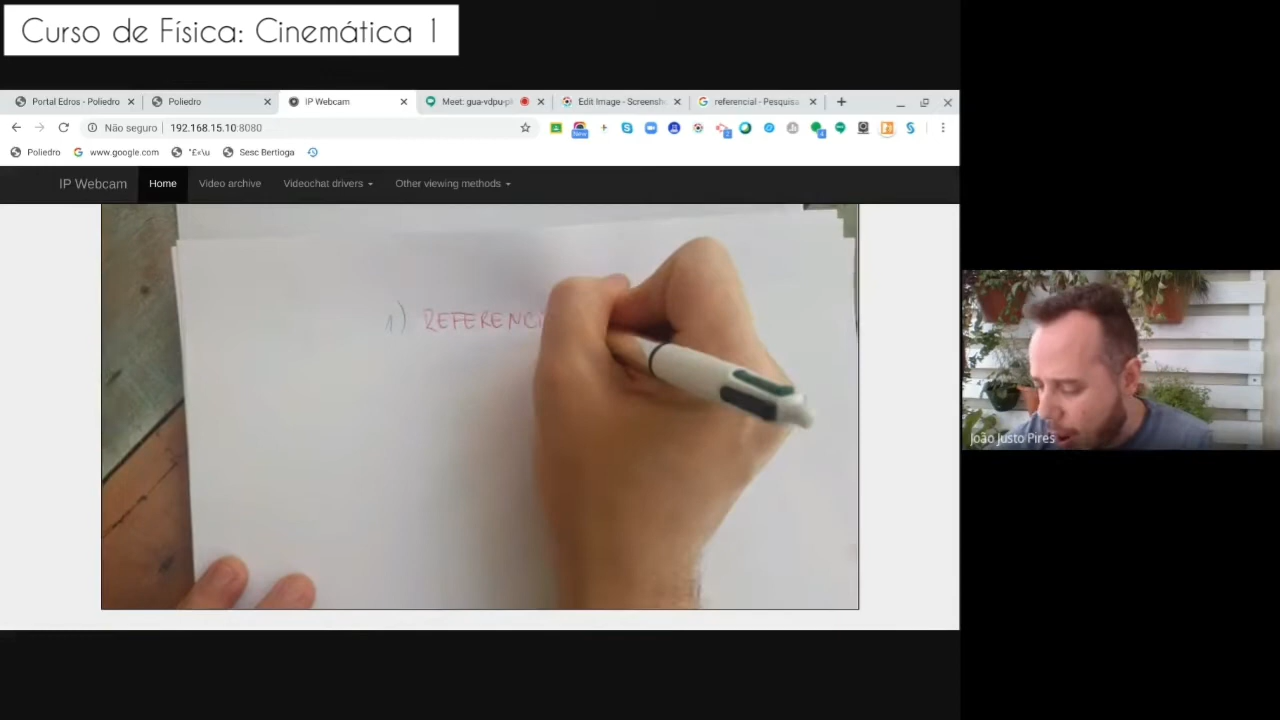 Curso de Física: Cinemática 1
Portal Edros - Poliedro
Poliedro
IP Webcam
Meet: gua-vdpu-p
Edit Image - Screensh
referencial - Pesquisa
Não seguro
192.168.15.10:8080
New
Poliedro
www.google.com
"£«\u
Sesc Bertioga
IP Webcam
Home
Video archive
Videochat drivers
Other viewing methods
1) REFERENCI
João Justo Pires